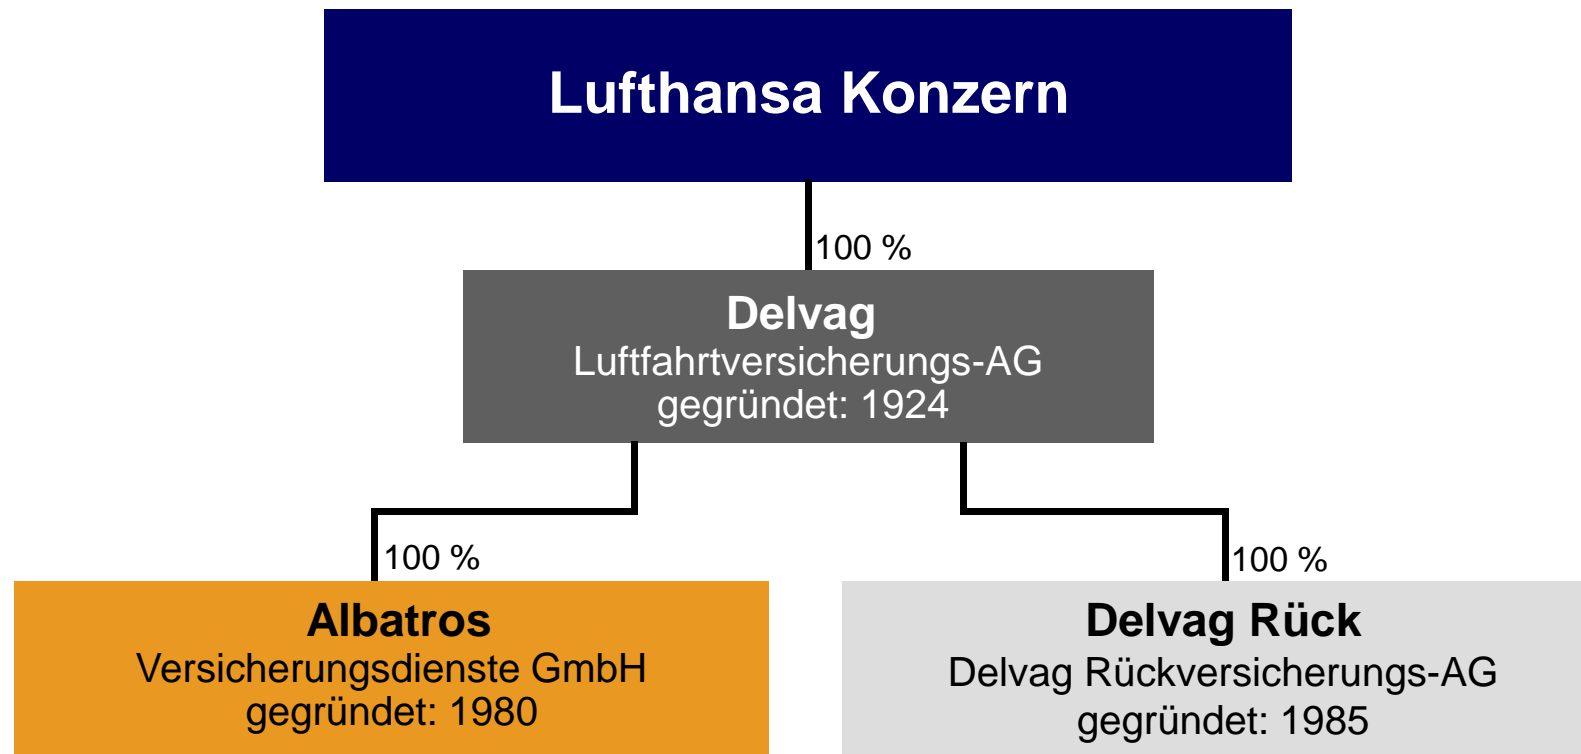 Lufthansa Konzern
100 %
Delvag
Luftfahrtversicherungs-AG
gegründet: 1924
100 %
100 %
Albatros
Versicherungsdienste GmbH
gegründet: 1980
Delvag Rück
Delvag Rückversicherungs-AG
gegründet: 1985